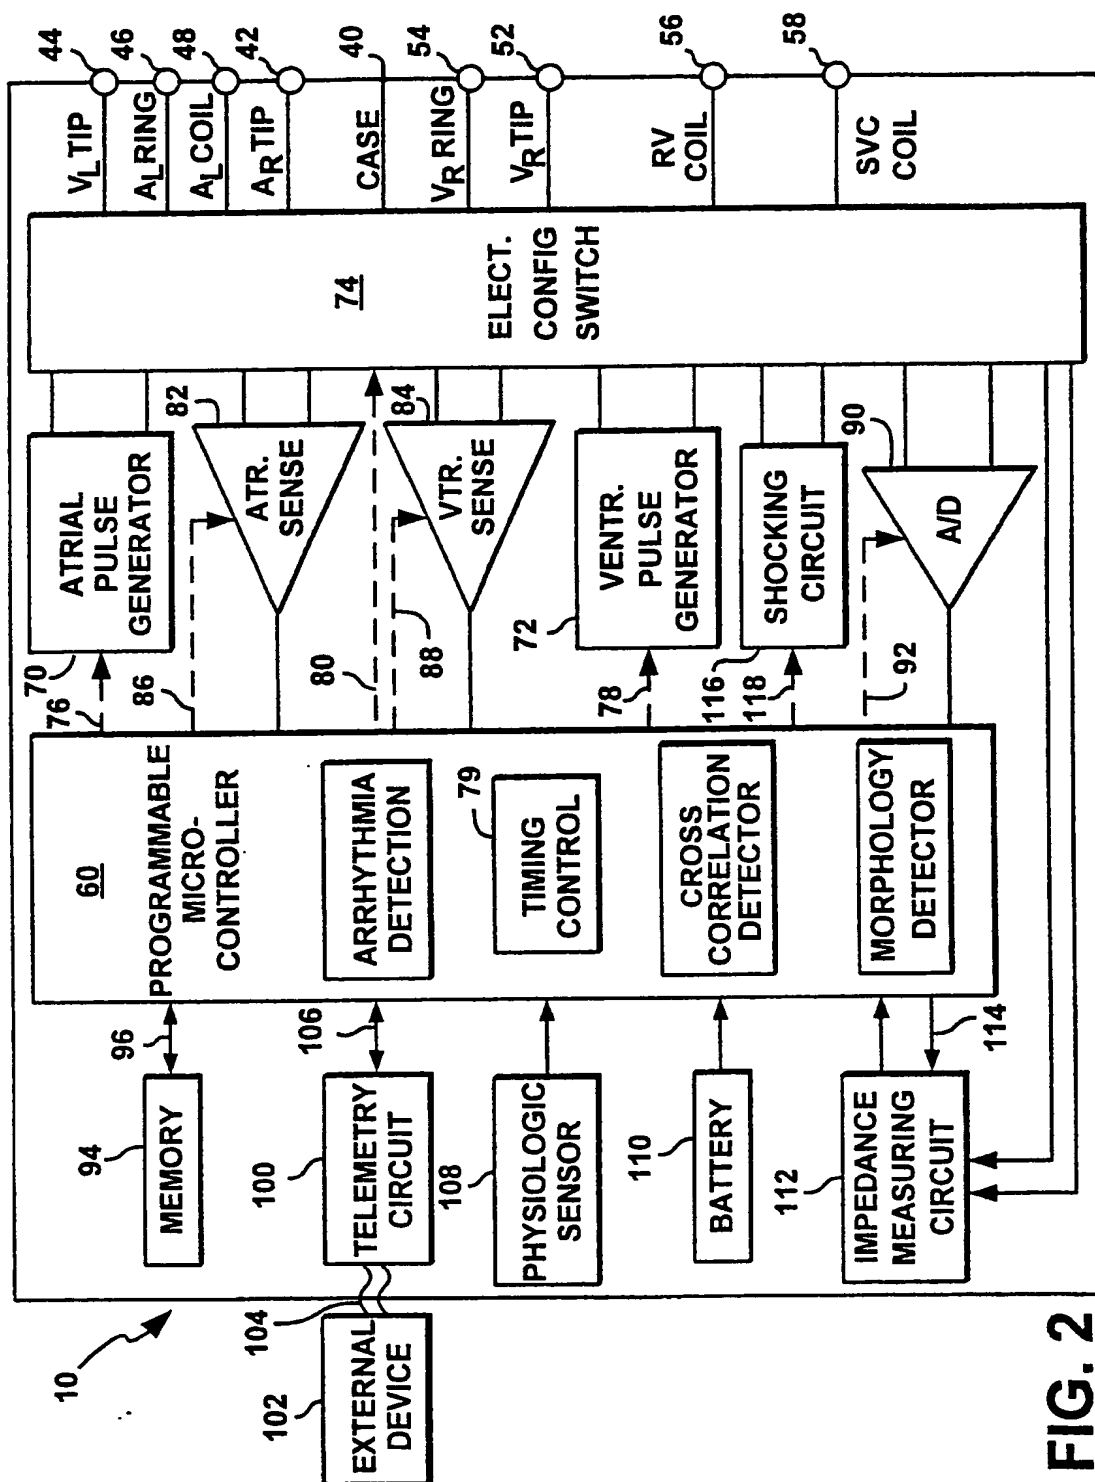 10
44
46
48
42
40
54
52
56
58
V_L TIP
A_L RING
A_L COIL
A_R TIP
CASE
V_R RING
V_R TIP
RV
COIL
SVC
COIL
74
ELECT.
CONFIG
SWITCH
ATRIAL
PULSE
GENERATOR
70
76
82
ATR.
SENSE
86
80
84
VTR.
SENSE
88
VENTR.
PULSE
GENERATOR
72
78
SHOCKING
CIRCUIT
116
118
90
A/D
92
60
PROGRAMMABLE
MICRO-
CONTROLLER
ARRHYTHMIA
DETECTION
79
TIMING
CONTROL
CROSS
CORRELATION
DETECTOR
MORPHOLOGY
DETECTOR
96
106
114
94
MEMORY
100
TELEMETRY
CIRCUIT
108
PHYSIOLOGIC
SENSOR
110
BATTERY
112
IMPEDANCE
MEASURING
CIRCUIT
104
102
EXTERNAL
DEVICE
FIG. 2